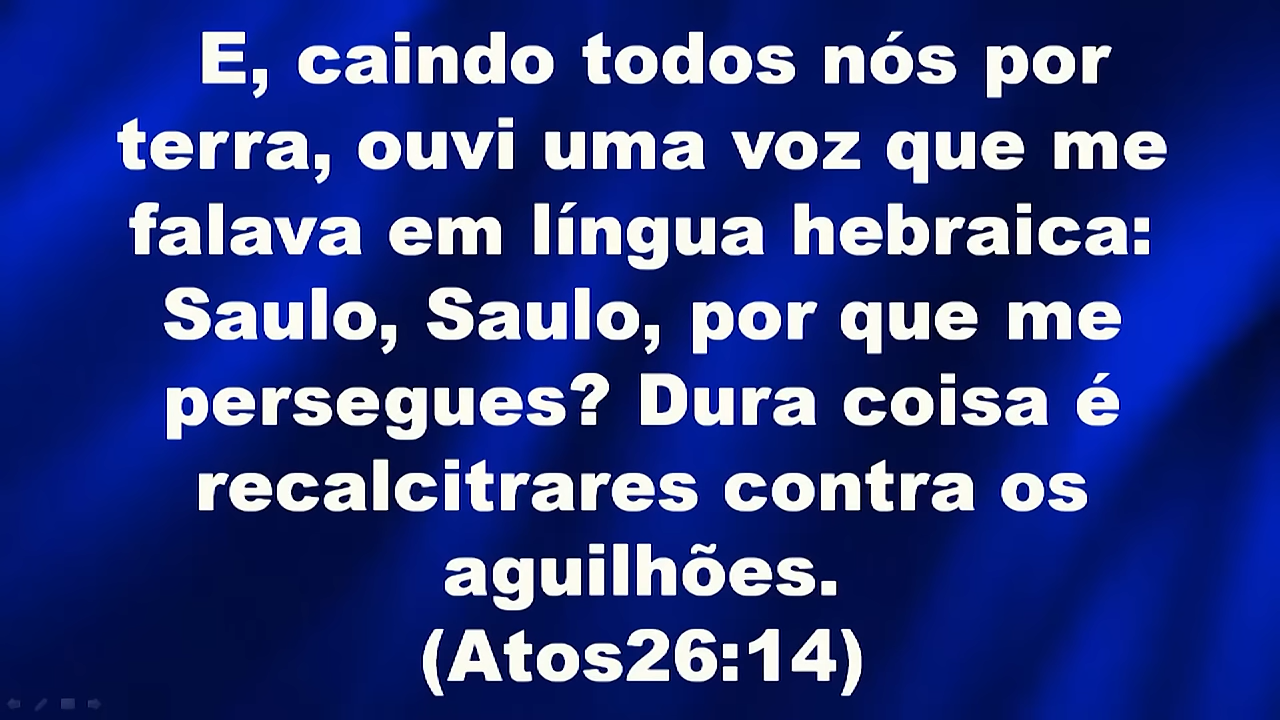 E, caindo todos nós por
terra, ouvi uma voz que me
falava em língua hebraica:
Saulo, Saulo, por que me
persegues? Dura coisa é
recalcitrares contra os
aguilhões.
(Atos26:14)